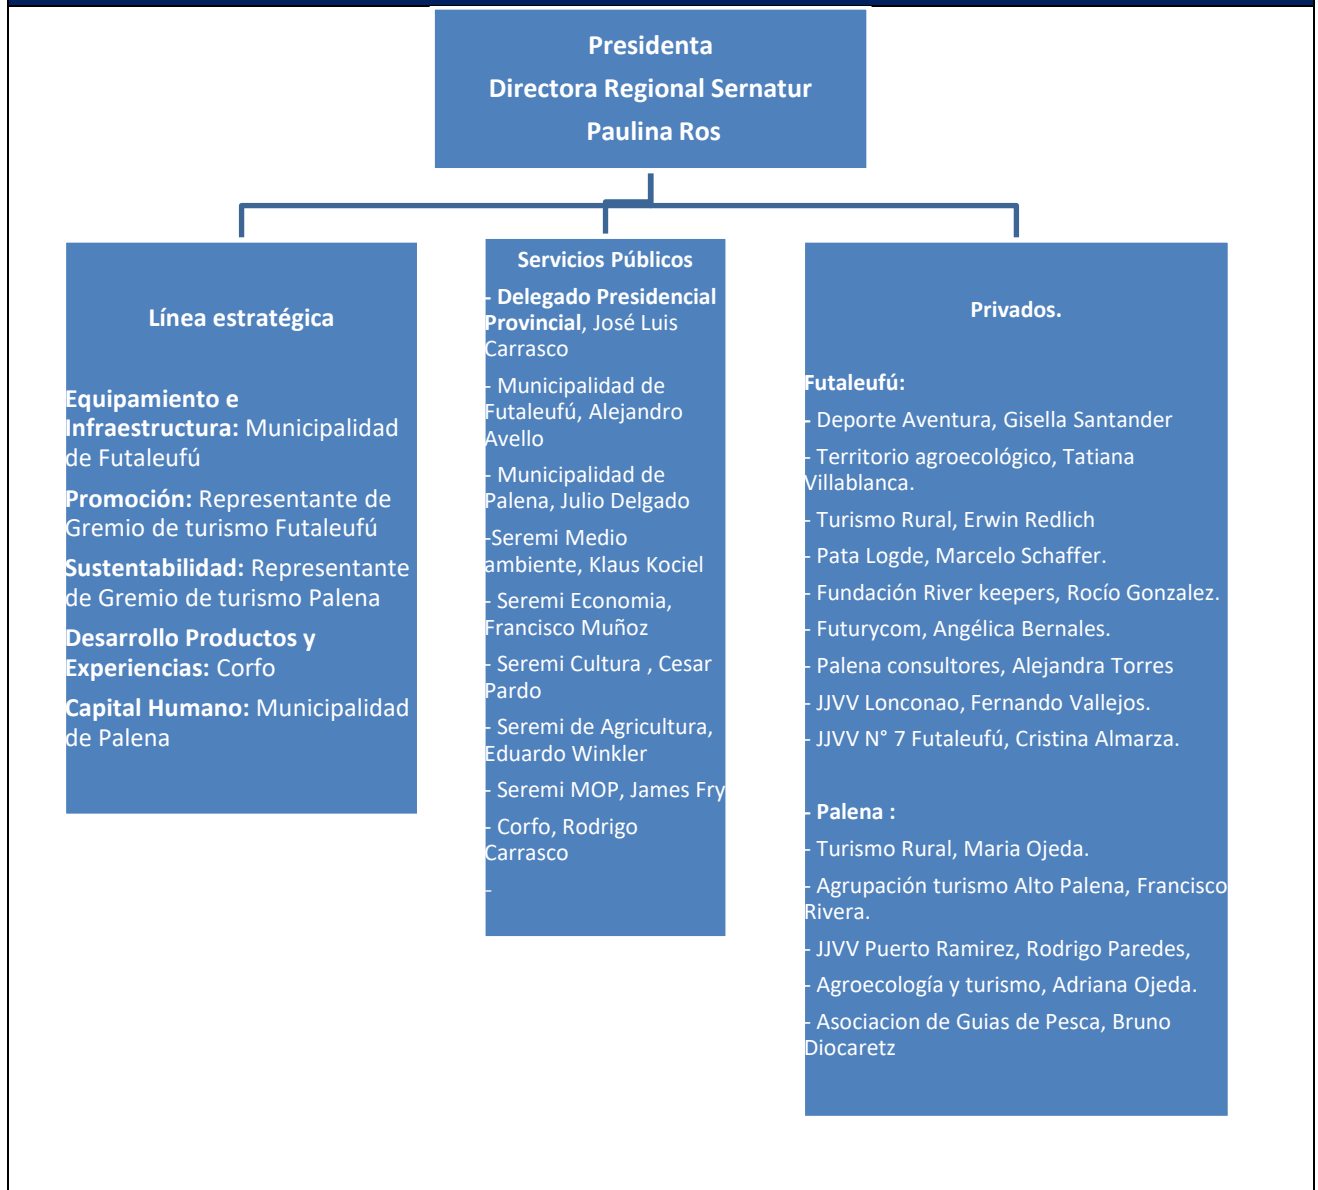 Presidenta
Directora Regional Sernatur
Paulina Ros
Línea estratégica
Equipamiento e
Infraestructura: Municipalidad
de Futaleufú
Promoción: Representante de
Gremio de turismo Futaleufú
Sustentabilidad: Representante
de Gremio de turismo Palena
Desarrollo Productos y
Experiencias: Corfo
Capital Humano: Municipalidad
de Palena
Servicios Públicos
- Delegado Presidencial
Provincial, José Luis
Carrasco
- Municipalidad de
Futaleufú, Alejandro
Avello
- Municipalidad de
Palena, Julio Delgado
-Seremi Medio
ambiente, Klaus Kociel
- Seremi Economia,
Francisco Muñoz
- Seremi Cultura , Cesar
Pardo
- Seremi de Agricultura,
Eduardo Winkler
- Seremi MOP, James Fry
- Corfo, Rodrigo
Carrasco
-
Privados.
Futaleufú:
- Deporte Aventura, Gisella Santander
- Territorio agroecológico, Tatiana
Villablanca.
- Turismo Rural, Erwin Redlich
- Pata Logde, Marcelo Schaffer.
- Fundación River keepers, Rocío Gonzalez.
- Futurycom, Angélica Bernales.
- Palena consultores, Alejandra Torres
- JJVV Lonconao, Fernando Vallejos.
- JJVV N° 7 Futaleufú, Cristina Almarza.
- Palena :
- Turismo Rural, Maria Ojeda.
- Agrupación turismo Alto Palena, Francisco
Rivera.
- JJVV Puerto Ramirez, Rodrigo Paredes,
- Agroecología y turismo, Adriana Ojeda.
- Asociacion de Guias de Pesca, Bruno
Diocaretz